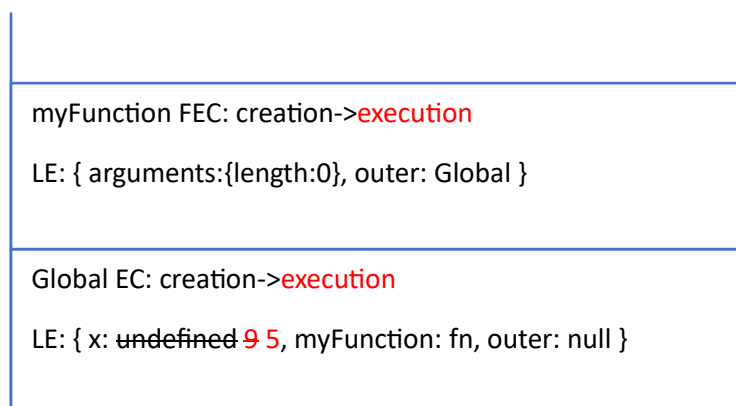 myFunction FEC: creation->execution
LE: { arguments:{length:0}, outer: Global }
Global EC: creation->execution
LE: { x: undefined 9 5, myFunction: fn, outer: null }